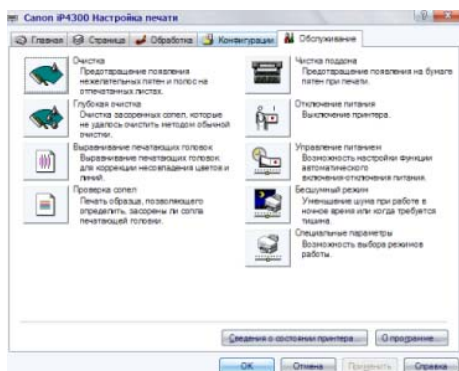 Canon iP4300 Настройка печати
Главная Страница Обработка Конфигурации Обслуживание
Очистка
Предотвращение появления
нежелательных пятен и полос на
отпечатанных листах.
Глубокая очистка
Очистка засоренных сопел, которые
не удалось очистить методом обычной
очистки.
Выравнивание печатающих головок
Выравнивание печатающих головок
для коррекции несовпадения цветов и
линий.
Проверка сопел
Печать образца, позволяющего
определить, засорены ли сопла
печатающей головки.
Чистка поддона
Предотвращение появления на бумаге
пятен при печати.
Отключение питания
Выключение принтера.
Управление питанием
Возможность настройки функции
автоматического
включения-отключения питания.
Бесшумный режим
Уменьшение шума при работе в
ночное время или когда требуется
тишина.
Специальные параметры
Возможность выбора режимов
работы.
Сведения о состоянии принтера... О программе...
OK Отмена Применить Справка